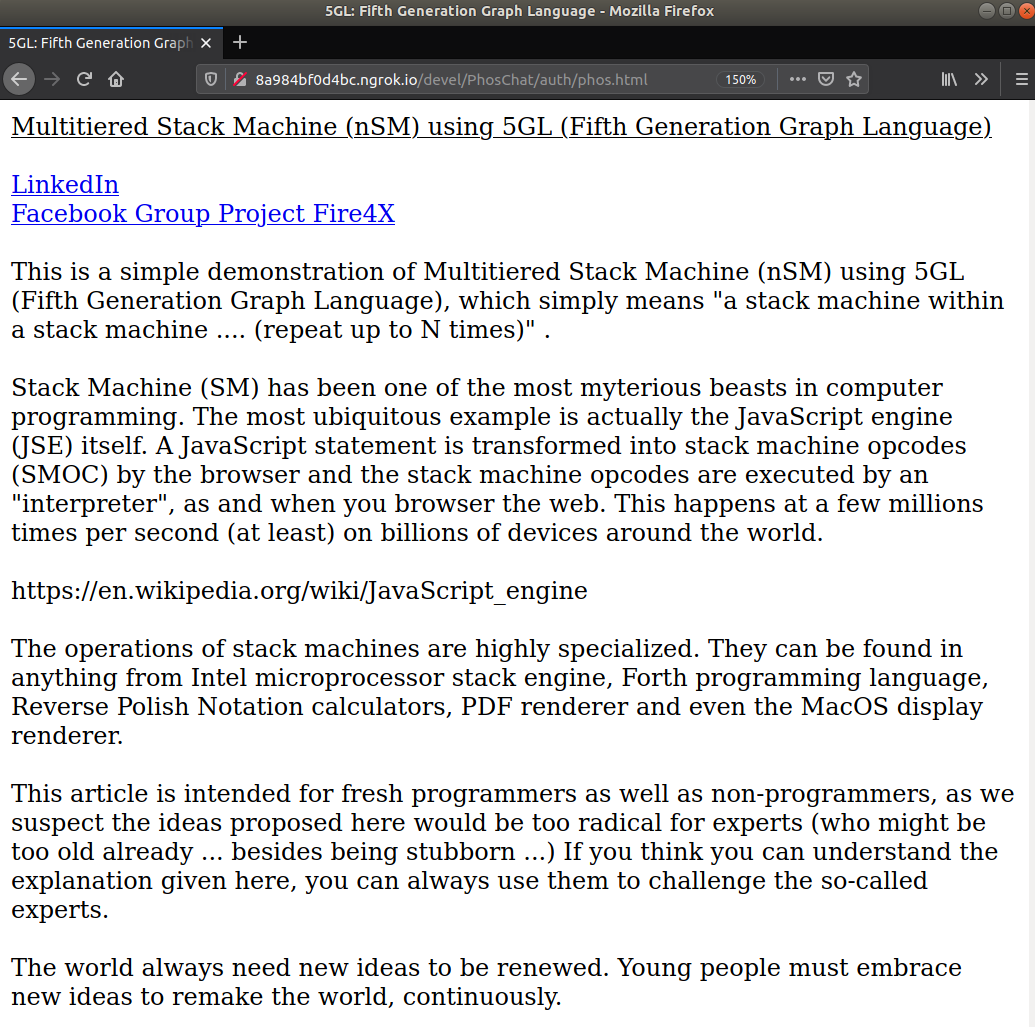 5GL: Fifth Generation Graph Language - Mozilla Firefox
5GL: Fifth Generation Graph
8a984bf0d4bc.ngrok.io/devel/PhosChat/auth/phos.html 150%
Multitiered Stack Machine (nSM) using 5GL (Fifth Generation Graph Language)
LinkedIn
Facebook Group Project Fire4X
This is a simple demonstration of Multitiered Stack Machine (nSM) using 5GL
(Fifth Generation Graph Language), which simply means "a stack machine within
a stack machine .... (repeat up to N times)" .
Stack Machine (SM) has been one of the most myterious beasts in computer
programming. The most ubiquitous example is actually the JavaScript engine
(JSE) itself. A JavaScript statement is transformed into stack machine opcodes
(SMOC) by the browser and the stack machine opcodes are executed by an
"interpreter", as and when you browser the web. This happens at a few millions
times per second (at least) on billions of devices around the world.
https://en.wikipedia.org/wiki/JavaScript_engine
The operations of stack machines are highly specialized. They can be found in
anything from Intel microprocessor stack engine, Forth programming language,
Reverse Polish Notation calculators, PDF renderer and even the MacOS display
renderer.
This article is intended for fresh programmers as well as non-programmers, as we
suspect the ideas proposed here would be too radical for experts (who might be
too old already ... besides being stubborn ...) If you think you can understand the
explanation given here, you can always use them to challenge the so-called
experts.
The world always need new ideas to be renewed. Young people must embrace
new ideas to remake the world, continuously.